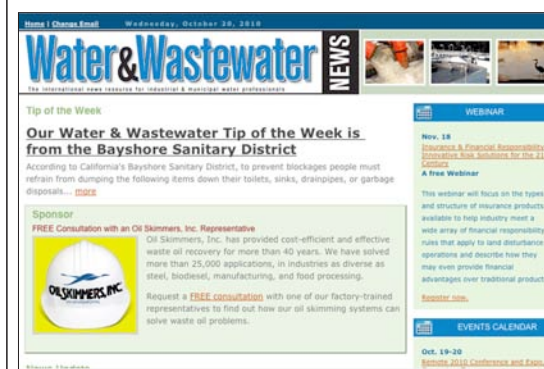 Home | Change Email Wednesday, October 20, 2010
Water&Wastewater NEWS
The international news resource for industrial & municipal water professionals
Tip of the Week
Our Water & Wastewater Tip of the Week is
from the Bayshore Sanitary District
According to California's Bayshore Sanitary District, to prevent blockages people must
refrain from dumping the following items down their toilets, sinks, drainpipes, or garbage
disposals... more
Sponsor
FREE Consultation with an Oil Skimmers, Inc. Representative
OIL SKIMMERS, INC
Oil Skimmers, Inc. has provided cost-efficient and effective
waste oil recovery for more than 40 years. We have solved
more than 25,000 applications, in industries as diverse as
steel, biodiesel, manufacturing, and food processing.
Request a FREE consultation with one of our factory-trained
representatives to find out how our oil skimming systems can
solve waste oil problems.
News Update
WEBINAR
Nov. 18
Insurance & Financial Responsibility
Innovative Risk Solutions for the 21
Century
A free Webinar
This webinar will focus on the types
and structure of insurance products
available to help industry meet a
wide array of financial responsibility
rules that apply to land disturbance
operations and describe how they
may even provide financial
advantages over traditional product
Register now.
EVENTS CALENDAR
Oct. 19-20
Remote 2010 Conference and Expo,